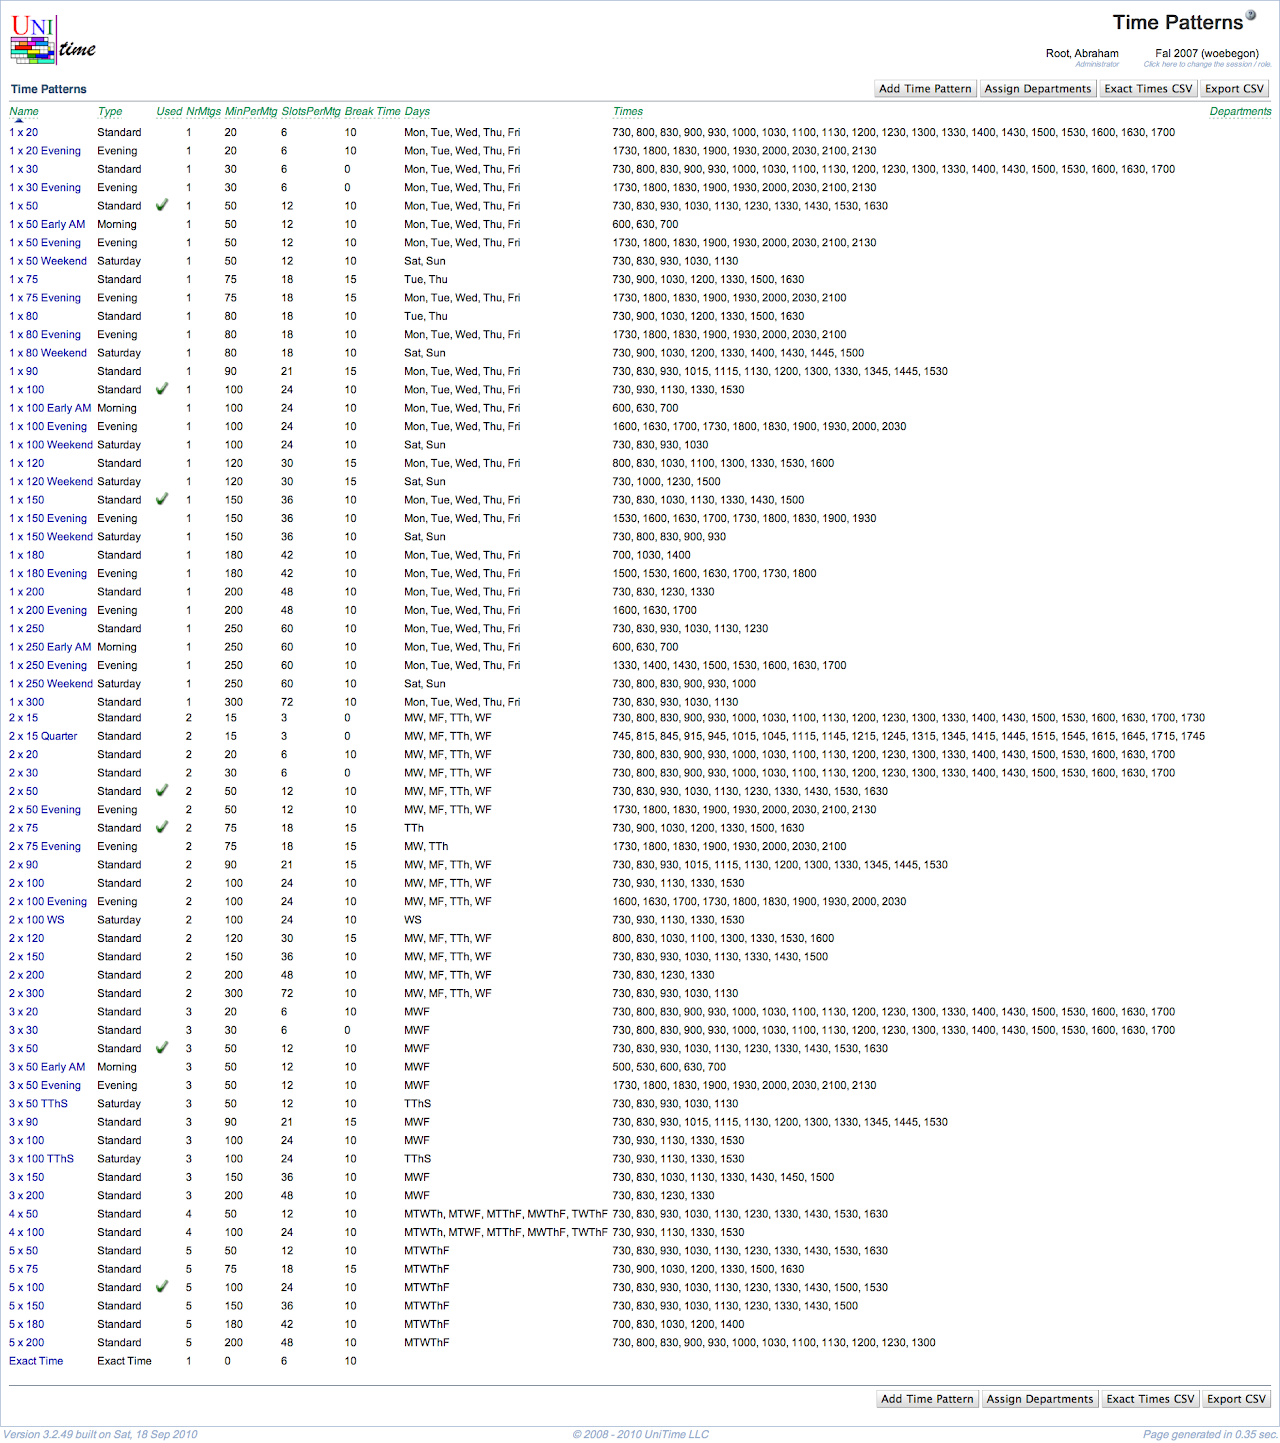 UNI time
Time Patterns
Root, Abraham Fal 2007 (woebegon)
Administrator Click here to change the session / role.
Time Patterns Add Time Pattern Assign Departments Exact Times CSV Export CSV
Name Type Used NrMtgs MinPerMtg SlotsPerMtg Break Time Days Times Departments
1 x 20 Standard 1 20 6 10 Mon, Tue, Wed, Thu, Fri 730, 800, 830, 900, 930, 1000, 1030, 1100, 1130, 1200, 1230, 1300, 1330, 1400, 1430, 1500, 1530, 1600, 1630, 1700
1 x 20 Evening Evening 1 20 6 10 Mon, Tue, Wed, Thu, Fri 1730, 1800, 1830, 1900, 1930, 2000, 2030, 2100, 2130
1 x 30 Standard 1 30 6 0 Mon, Tue, Wed, Thu, Fri 730, 800, 830, 900, 930, 1000, 1030, 1100, 1130, 1200, 1230, 1300, 1330, 1400, 1430, 1500, 1530, 1600, 1630, 1700
1 x 30 Evening Evening 1 30 6 0 Mon, Tue, Wed, Thu, Fri 1730, 1800, 1830, 1900, 1930, 2000, 2030, 2100, 2130
1 x 50 Standard 1 50 12 10 Mon, Tue, Wed, Thu, Fri 730, 830, 930, 1030, 1130, 1230, 1330, 1430, 1530, 1630
1 x 50 Early AM Morning 1 50 12 10 Mon, Tue, Wed, Thu, Fri 600, 630, 700
1 x 50 Evening Evening 1 50 12 10 Mon, Tue, Wed, Thu, Fri 1730, 1800, 1830, 1900, 1930, 2000, 2030, 2100, 2130
1 x 50 Weekend Saturday 1 50 12 10 Sat, Sun 730, 830, 930, 1030, 1130
1 x 75 Standard 1 75 18 15 Tue, Thu 730, 900, 1030, 1200, 1330, 1500, 1630
1 x 75 Evening Evening 1 75 18 15 Mon, Tue, Wed, Thu, Fri 1730, 1800, 1830, 1900, 1930, 2000, 2030, 2100
1 x 80 Standard 1 80 18 10 Tue, Thu 730, 900, 1030, 1200, 1330, 1500, 1630
1 x 80 Evening Evening 1 80 18 10 Mon, Tue, Wed, Thu, Fri 1730, 1800, 1830, 1900, 1930, 2000, 2030, 2100
1 x 80 Weekend Saturday 1 80 18 10 Sat, Sun 730, 900, 1030, 1200, 1330, 1400, 1430, 1445, 1500
1 x 90 Standard 1 90 21 15 Mon, Tue, Wed, Thu, Fri 730, 830, 930, 1015, 1115, 1130, 1200, 1300, 1330, 1345, 1445, 1530
1 x 100 Standard 1 100 24 10 Mon, Tue, Wed, Thu, Fri 730, 930, 1130, 1330, 1530
1 x 100 Early AM Morning 1 100 24 10 Mon, Tue, Wed, Thu, Fri 600, 630, 700
1 x 100 Evening Evening 1 100 24 10 Mon, Tue, Wed, Thu, Fri 1600, 1630, 1700, 1730, 1800, 1830, 1900, 1930, 2000, 2030
1 x 100 Weekend Saturday 1 100 24 10 Sat, Sun 730, 830, 930, 1030
1 x 120 Standard 1 120 30 15 Mon, Tue, Wed, Thu, Fri 800, 830, 1030, 1100, 1300, 1330, 1530, 1600
1 x 120 Weekend Saturday 1 120 30 15 Sat, Sun 730, 1000, 1230, 1500
1 x 150 Standard 1 150 36 10 Mon, Tue, Wed, Thu, Fri 730, 830, 1030, 1130, 1330, 1430, 1500
1 x 150 Evening Evening 1 150 36 10 Mon, Tue, Wed, Thu, Fri 1530, 1600, 1630, 1700, 1730, 1800, 1830, 1900, 1930
1 x 150 Weekend Saturday 1 150 36 10 Sat, Sun 730, 800, 830, 900, 930
1 x 180 Standard 1 180 42 10 Mon, Tue, Wed, Thu, Fri 700, 1030, 1400
1 x 180 Evening Evening 1 180 42 10 Mon, Tue, Wed, Thu, Fri 1500, 1530, 1600, 1630, 1700, 1730, 1800
1 x 200 Standard 1 200 48 10 Mon, Tue, Wed, Thu, Fri 730, 830, 1230, 1330
1 x 200 Evening Evening 1 200 48 10 Mon, Tue, Wed, Thu, Fri 1600, 1630, 1700
1 x 250 Standard 1 250 60 10 Mon, Tue, Wed, Thu, Fri 730, 830, 930, 1030, 1130, 1230
1 x 250 Early AM Morning 1 250 60 10 Mon, Tue, Wed, Thu, Fri 600, 630, 700
1 x 250 Evening Evening 1 250 60 10 Mon, Tue, Wed, Thu, Fri 1330, 1400, 1430, 1500, 1530, 1600, 1630, 1700
1 x 250 Weekend Saturday 1 250 60 10 Sat, Sun 730, 800, 830, 900, 930, 1000
1 x 300 Standard 1 300 72 10 Mon, Tue, Wed, Thu, Fri 730, 830, 930, 1030, 1130
2 x 15 Standard 2 15 3 0 MW, MF, TTh, WF 730, 800, 830, 900, 930, 1000, 1030, 1100, 1130, 1200, 1230, 1300, 1330, 1400, 1430, 1500, 1530, 1600, 1630, 1700, 1730
2 x 15 Quarter Standard 2 15 3 0 MW, MF, TTh, WF 745, 815, 845, 915, 945, 1015, 1045, 1115, 1145, 1215, 1245, 1315, 1345, 1415, 1445, 1515, 1545, 1615, 1645, 1715, 1745
2 x 20 Standard 2 20 6 10 MW, MF, TTh, WF 730, 800, 830, 900, 930, 1000, 1030, 1100, 1130, 1200, 1230, 1300, 1330, 1400, 1430, 1500, 1530, 1600, 1630, 1700
2 x 30 Standard 2 30 6 0 MW, MF, TTh, WF 730, 800, 830, 900, 930, 1000, 1030, 1100, 1130, 1200, 1230, 1300, 1330, 1400, 1430, 1500, 1530, 1600, 1630, 1700
2 x 50 Standard 2 50 12 10 MW, MF, TTh, WF 730, 830, 930, 1030, 1130, 1230, 1330, 1430, 1530, 1630
2 x 50 Evening Evening 2 50 12 10 MW, MF, TTh, WF 1730, 1800, 1830, 1900, 1930, 2000, 2030, 2100, 2130
2 x 75 Standard 2 75 18 15 TTh 730, 900, 1030, 1200, 1330, 1500, 1630
2 x 75 Evening Evening 2 75 18 15 MW, TTh 1730, 1800, 1830, 1900, 1930, 2000, 2030, 2100
2 x 90 Standard 2 90 21 15 MW, MF, TTh, WF 730, 830, 930, 1015, 1115, 1130, 1200, 1300, 1330, 1345, 1445, 1530
2 x 100 Standard 2 100 24 10 MW, MF, TTh, WF 730, 930, 1130, 1330, 1530
2 x 100 Evening Evening 2 100 24 10 MW, MF, TTh, WF 1600, 1630, 1700, 1730, 1800, 1830, 1900, 1930, 2000, 2030
2 x 100 WS Saturday 2 100 24 10 WS 730, 930, 1130, 1330, 1530
2 x 120 Standard 2 120 30 15 MW, MF, TTh, WF 800, 830, 1030, 1100, 1300, 1330, 1530, 1600
2 x 150 Standard 2 150 36 10 MW, MF, TTh, WF 730, 830, 930, 1030, 1130, 1330, 1430, 1500
2 x 200 Standard 2 200 48 10 MW, MF, TTh, WF 730, 830, 1230, 1330
2 x 300 Standard 2 300 72 10 MW, MF, TTh, WF 730, 830, 930, 1030, 1130
3 x 20 Standard 3 20 6 10 MWF 730, 800, 830, 900, 930, 1000, 1030, 1100, 1130, 1200, 1230, 1300, 1330, 1400, 1430, 1500, 1530, 1600, 1630, 1700
3 x 30 Standard 3 30 6 0 MWF 730, 800, 830, 900, 930, 1000, 1030, 1100, 1130, 1200, 1230, 1300, 1330, 1400, 1430, 1500, 1530, 1600, 1630, 1700
3 x 50 Standard 3 50 12 10 MWF 730, 830, 930, 1030, 1130, 1230, 1330, 1430, 1530, 1630
3 x 50 Early AM Morning 3 50 12 10 MWF 500, 530, 600, 630, 700
3 x 50 Evening Evening 3 50 12 10 MWF 1730, 1800, 1830, 1900, 1930, 2000, 2030, 2100, 2130
3 x 50 TThS Saturday 3 50 12 10 TThS 730, 830, 930, 1030, 1130
3 x 90 Standard 3 90 21 15 MWF 730, 830, 930, 1015, 1115, 1130, 1200, 1300, 1330, 1345, 1445, 1530
3 x 100 Standard 3 100 24 10 MWF 730, 930, 1130, 1330, 1530
3 x 100 TThS Saturday 3 100 24 10 TThS 730, 930, 1130, 1330, 1530
3 x 150 Standard 3 150 36 10 MWF 730, 830, 1030, 1130, 1330, 1430, 1450, 1500
3 x 200 Standard 3 200 48 10 MWF 730, 830, 1230, 1330
4 x 50 Standard 4 50 12 10 MTWTh, MTWF, MTThF, MWThF, TWThF 730, 830, 930, 1030, 1130, 1230, 1330, 1430, 1530, 1630
4 x 100 Standard 4 100 24 10 MTWTh, MTWF, MTThF, MWThF, TWThF 730, 930, 1130, 1330, 1530
5 x 50 Standard 5 50 12 10 MTWThF 730, 830, 930, 1030, 1130, 1230, 1330, 1430, 1530, 1630
5 x 75 Standard 5 75 18 15 MTWThF 730, 900, 1030, 1200, 1330, 1500, 1630
5 x 100 Standard 5 100 24 10 MTWThF 730, 830, 930, 1030, 1130, 1230, 1330, 1430, 1500, 1530
5 x 150 Standard 5 150 36 10 MTWThF 730, 830, 930, 1030, 1130, 1230, 1330, 1430, 1500
5 x 180 Standard 5 180 42 10 MTWThF 700, 830, 1030, 1200, 1400
5 x 200 Standard 5 200 48 10 MTWThF 730, 800, 830, 900, 930, 1000, 1030, 1100, 1130, 1200, 1230, 1300
Exact Time Exact Time 1 0 6 10
Add Time Pattern Assign Departments Exact Times CSV Export CSV
Version 3.2.49 built on Sat, 18 Sep 2010 © 2008 - 2010 UniTime LLC Page generated in 0.35 sec.